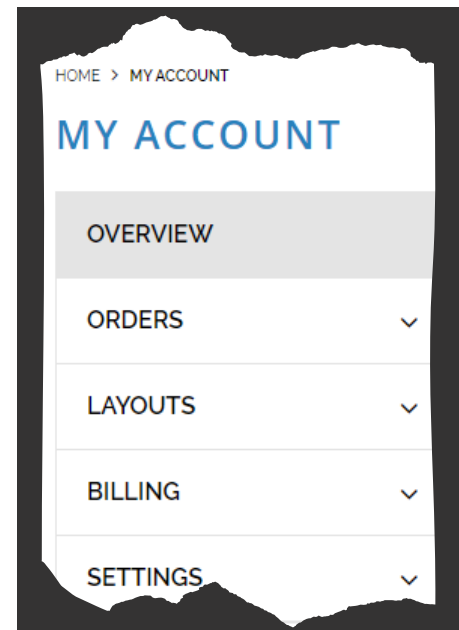 HOME > MY ACCOUNT
MY ACCOUNT
OVERVIEW
ORDERS
LAYOUTS
BILLING
SETTINGS